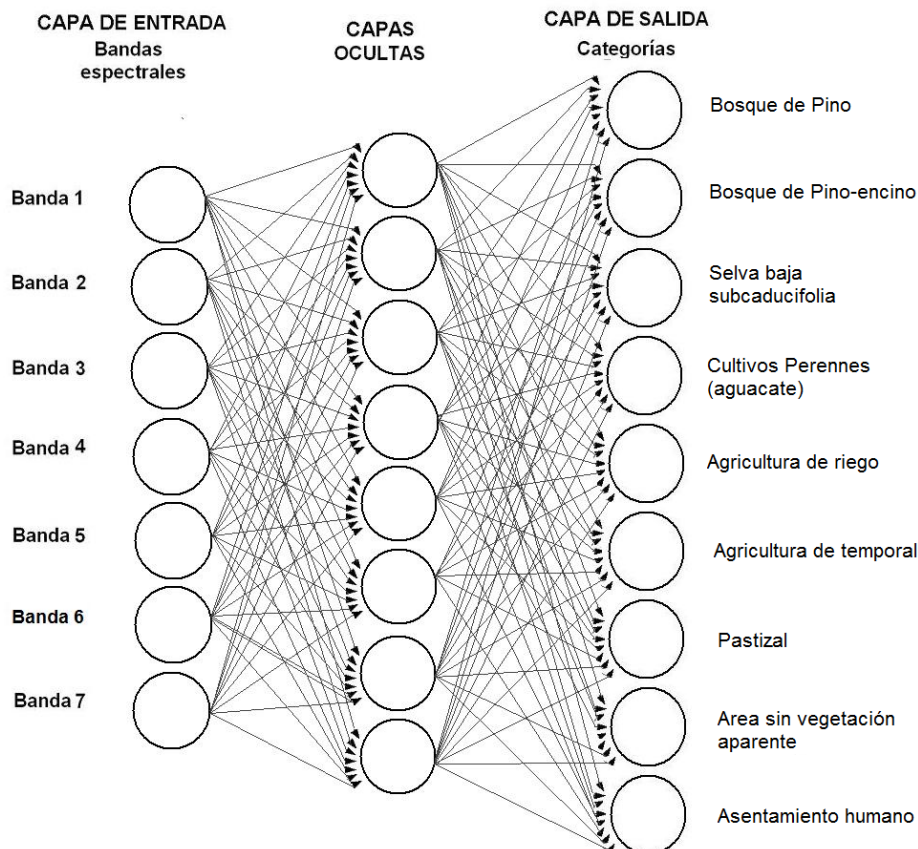 CAPA DE ENTRADA
Bandas
espectrales
CAPAS
OCULTAS
CAPA DE SALIDA
Categorías
Banda 1
Banda 2
Banda 3
Banda 4
Banda 5
Banda 6
Banda 7
Bosque de Pino
Bosque de Pino-encino
Selva baja
subcaducifolia
Cultivos Perennes
(aguacate)
Agricultura de riego
Agricultura de temporal
Pastizal
Area sin vegetación
aparente
Asentamiento humano